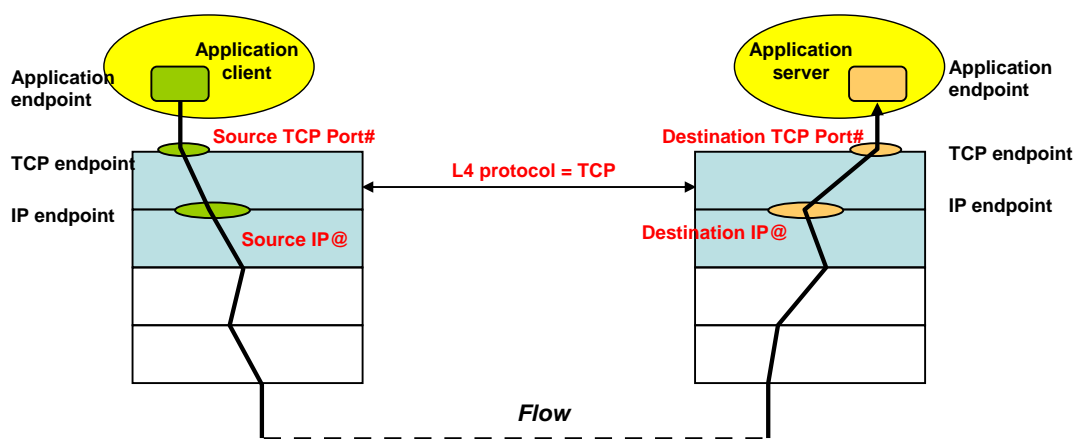 Application
client
Application
endpoint
Source TCP Port#
TCP endpoint
IP endpoint
Source IP@
L4 protocol = TCP
Application
server
Application
endpoint
Destination TCP Port#
TCP endpoint
IP endpoint
Destination IP@
Flow